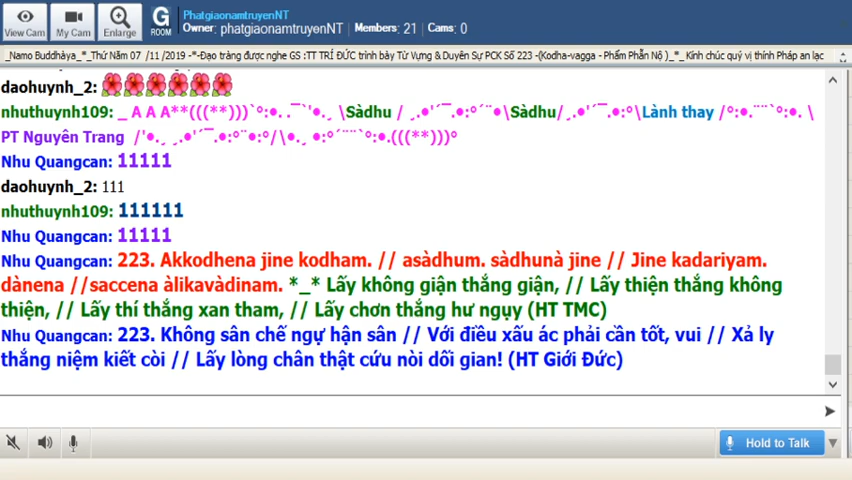 View Cam
My Cam
Enlarge
G
ROOM
PhatgiaonamtruyenNT
Owner: phatgiaonamtruyenNT Members: 21 Cams: 0
_Namo Buddhàya_*_Thứ Năm 07 /11 /2019 -*-Đạo tràng được nghe GS :TT TRÍ ĐỨC trình bày Từ Vựng & Duyên Sự PCK Số 223 -(Kodha-vagga - Phẩm Phẫn Nộ )_*_ Kính chúc quý vị thính Pháp an lạc
daohuynh_2:
nhuthuynh109: _ A A A**(((**)))`°:●. .¯`'●.¸ \Sàdhu / ¸.●'´¯.●:°´¨●\Sàdhu/¸.●'´¯.●:°\Lành thay /°:●.¨¨`°:●. \
PT Nguyên Trang /'●.¸ ¸.●'´¯.●:°¨●:°/\●.¸ ●:°´¨¨`°:●.(((**)))°
Nhu Quangcan: 11111
daohuynh_2: 111
nhuthuynh109: 111111
Nhu Quangcan: 11111
Nhu Quangcan: 223. Akkodhena jine kodham. // asàdhum. sàdhunà jine // Jine kadariyam.
dànena //saccena àlikavàdinam. *_* Lấy không giận thắng giận, // Lấy thiện thắng không
thiện, // Lấy thí thắng xan tham, // Lấy chơn thắng hư ngụy (HT TMC)
Nhu Quangcan: 223. Không sân chế ngự hận sân // Với điều xấu ác phải cần tốt, vui // Xả ly
thắng niệm kiết còi // Lấy lòng chân thật cứu nòi dối gian! (HT Giới Đức)
Hold to Talk